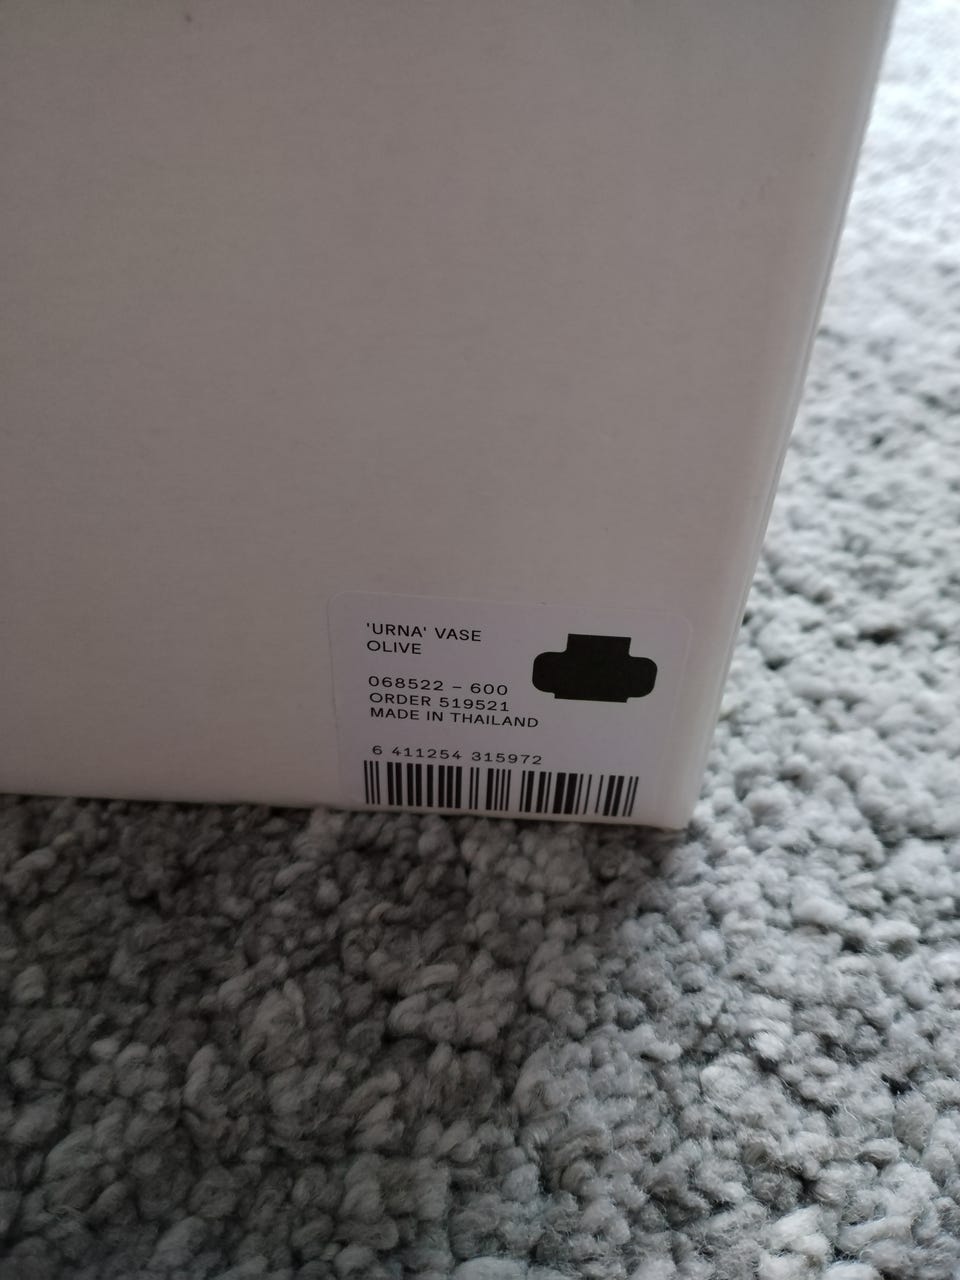 'URNA' VASE
OLIVE
068522 – 600
ORDER 519521
MADE IN THAILAND
6 411254 315972